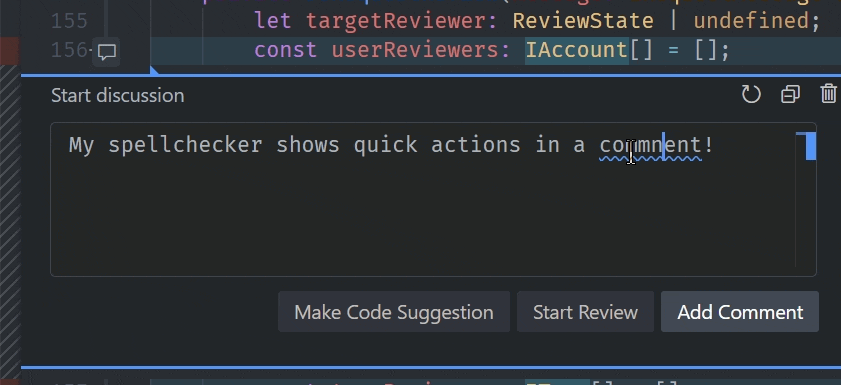 155 let targetReviewer: ReviewState | undefined;
156 const userReviewers: IAccount[] = [];
Start discussion
My spellchecker shows quick actions in a commnent!
Make Code Suggestion Start Review Add Comment